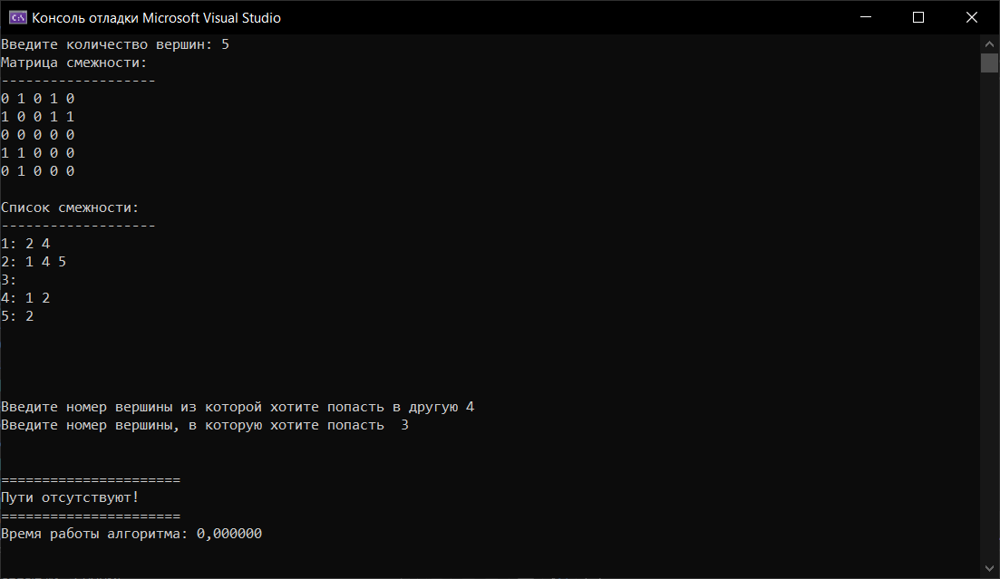 Консоль отладки Microsoft Visual Studio
Введите количество вершин: 5
Матрица смежности:
-------------------
0 1 0 1 0
1 0 0 1 1
0 0 0 0 0
1 1 0 0 0
0 1 0 0 0
Список смежности:
-------------------
1: 2 4
2: 1 4 5
3:
4: 1 2
5: 2
Введите номер вершины из которой хотите попасть в другую 4
Введите номер вершины, в которую хотите попасть  3
======================
Пути отсутствуют!
======================
Время работы алгоритма: 0,000000